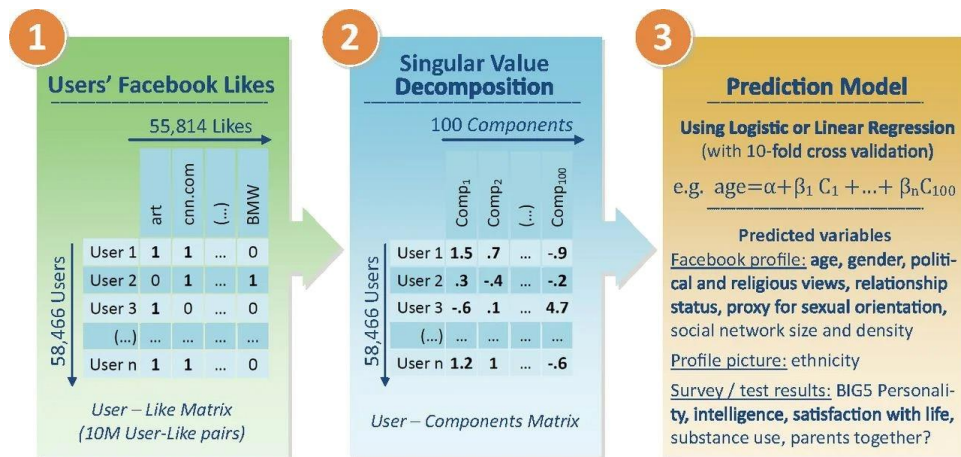 1
Users' Facebook Likes
55,814 Likes
art cnn.com (...) BMW
58,466 Users
User 1 1 1 ... 0
User 2 0 1 ... 1
User 3 1 0 ... 0
(...) ... ... ... ...
User n 1 1 ... 0
User – Like Matrix
(10M User-Like pairs)
2
Singular Value
Decomposition
100 Components
Comp1 Comp2 (...) Comp100
58,466 Users
User 1 1.5 .7 ... -.9
User 2 .3 -.4 ... -.2
User 3 -.6 .1 ... 4.7
(...) ... ... ... ...
User n 1.2 1 ... -.6
User – Components Matrix
3
Prediction Model
Using Logistic or Linear Regression
(with 10-fold cross validation)
e.g. age=α+β1 C1 +...+ βnC100
Predicted variables
Facebook profile: age, gender, politi-
cal and religious views, relationship
status, proxy for sexual orientation,
social network size and density
Profile picture: ethnicity
Survey / test results: BIG5 Personali-
ty, intelligence, satisfaction with life,
substance use, parents together?